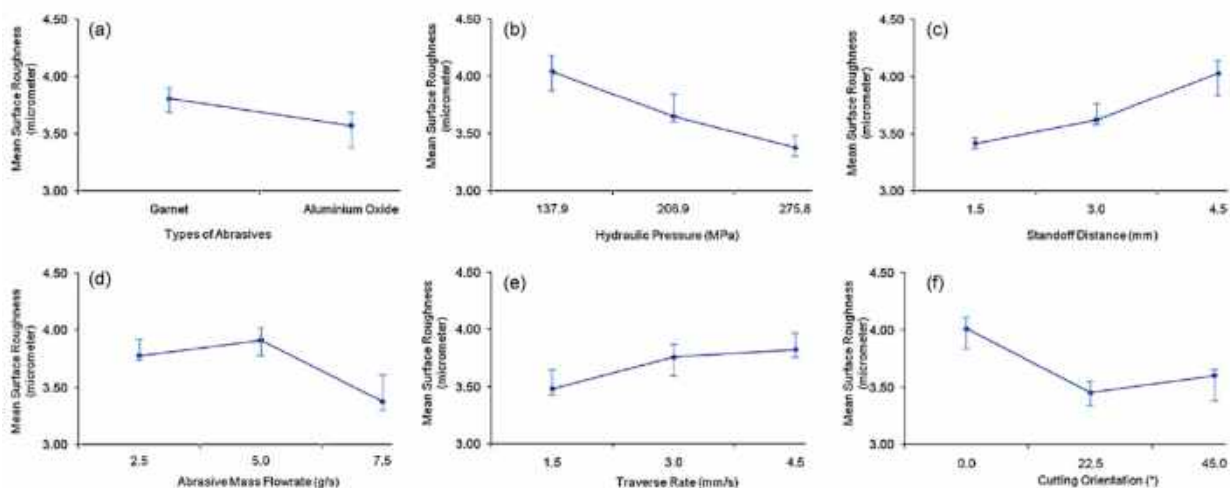 (a)
Mean Surface Roughness
(micrometer)
4.50
4.00
3.50
3.00
Garnet Aluminium Oxide
Types of Abrasives
(b)
Mean Surface Roughness
(micrometer)
4.50
4.00
3.50
3.00
137.9 206.9 275.8
Hydraulic Pressure (MPa)
(c)
Mean Surface Roughness
(micrometer)
4.50
4.00
3.50
3.00
1.5 3.0 4.5
Standoff Distance (mm)
(d)
Mean Surface Roughness
(micrometer)
4.50
4.00
3.50
3.00
2.5 5.0 7.5
Abrasive Mass Flowrate (g/s)
(e)
Mean Surface Roughness
(micrometer)
4.50
4.00
3.50
3.00
1.5 3.0 4.5
Traverse Rate (mm/s)
(f)
Mean Surface Roughness
(micrometer)
4.50
4.00
3.50
3.00
0.0 22.5 45.0
Cutting Orientation (°)